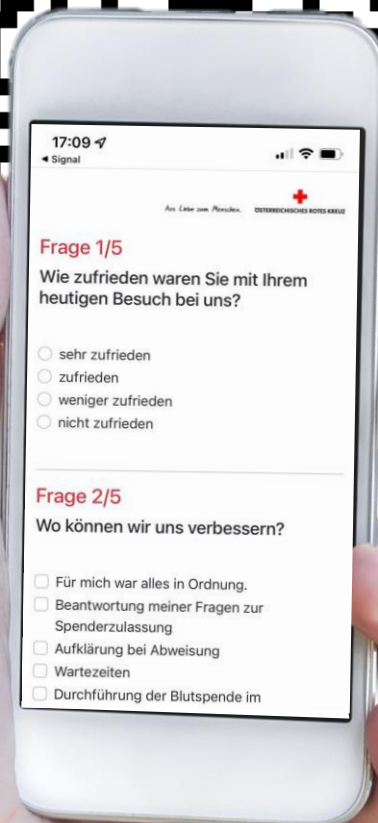 17:09
◀ Signal
Aus Liebe zum Menschen.
ÖSTERREICHISCHES ROTES KREUZ
Frage 1/5
Wie zufrieden waren Sie mit Ihrem
heutigen Besuch bei uns?
sehr zufrieden
zufrieden
weniger zufrieden
nicht zufrieden
Frage 2/5
Wo können wir uns verbessern?
Für mich war alles in Ordnung.
Beantwortung meiner Fragen zur
Spenderzulassung
Aufklärung bei Abweisung
Wartezeiten
Durchführung der Blutspende im